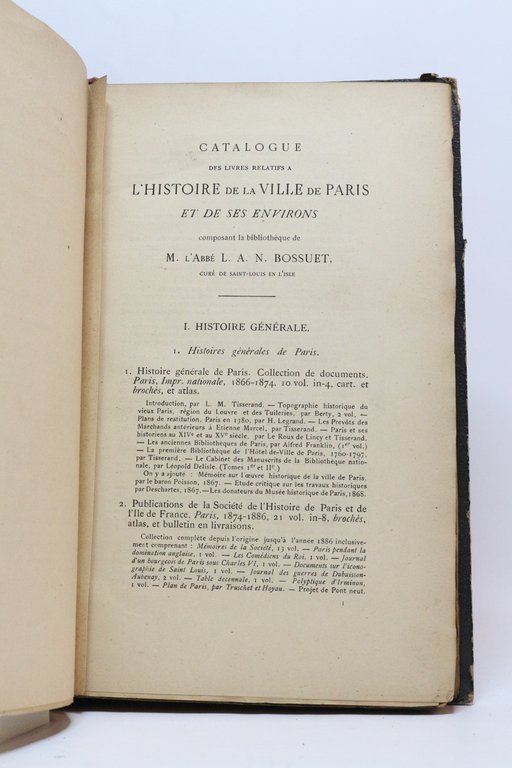 CATALOGUE
DES LIVRES RELATIFS A
L'HISTOIRE DE LA VILLE DE PARIS
ET DE SES ENVIRONS
composant la bibliothèque de
M. L'ABBÉ L. A. N. BOSSUET,
CURÉ DE SAINT-LOUIS EN L'ISLE
I. HISTOIRE GÉNÉRALE.
1. Histoires générales de Paris.
1. Histoire générale de Paris. Collection de documents.
Paris, Impr. nationale, 1866-1874, 10 vol. in-4, cart. et
brochés, et atlas.
Introduction, par L. M. Tisserand. — Topographie historique du
vieux Paris, région du Louvre et des Tuileries, par Berty, 2 vol. —
Plans de restitution, Paris en 1380, par H. Legrand. — Les Prevôts des
Marchands antérieurs à Etienne Marcel, par Tisserand. — Paris et ses
historiens au XIVe et au XVe siècle, par Le Roux de Lincy et Tisserand.
— Les anciennes Bibliothèques de Paris, par Alfred Franklin, (1er vol.)
— La première Bibliothèque de l'Hôtel-de-Ville de Paris, 1760-1797,
par Tisserand. — Le Cabinet des Manuscrits de la Bibliothèque natio-
nale, par Léopold Delisle. (Tomes 1er et IIe.)
On y a ajouté : Mémoire sur l'œuvre historique de la ville de Paris,
par le baron Poisson, 1867. — Etude critique sur les travaux historiques
par Deschartes, 1867. — Les donateurs du Musée historique de Paris, 1868.
2. Publications de la Société de l'Histoire de Paris et de
l'Ile de France. Paris, 1874-1886, 21 vol. in-8, brochés,
atlas, et bulletin en livraisons.
Collection complète depuis l'origine jusqu'à l'année 1886 inclusive-
ment comprenant : Mémoires de la Société, 13 vol. — Paris pendant la
domination anglaise, 1 vol. — Les Comédiens du Roi, 1 vol. — Journal
d'un bourgeois de Paris sous Charles VI, 1 vol. — Documents sur l'icono-
graphie de Saint Louis, 1 vol. — Journal des guerres de Dubuisson-
Aubenay, 2 vol. — Table décennale, 1 vol. — Polyptique d'Irminon,
1 vol. — Plan de Paris, par Truschet et Hoyau. — Projet de Pont neuf,
1